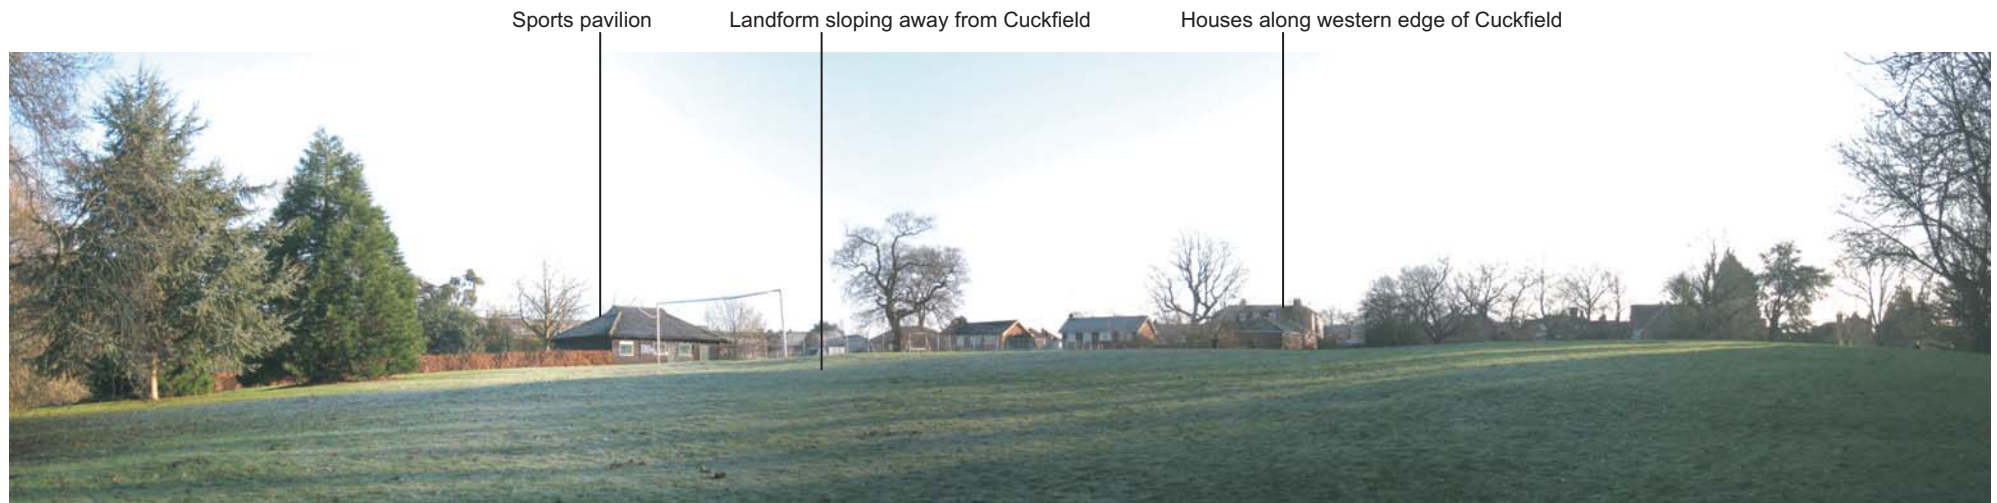 Sports pavilion
Landform sloping away from Cuckfield
Houses along western edge of Cuckfield